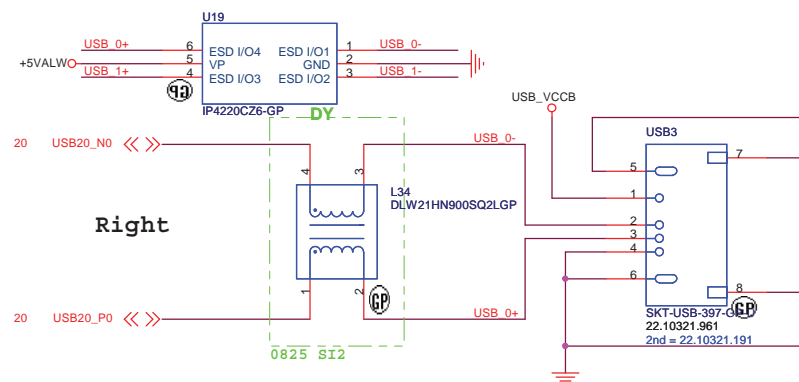 U19
USB_0+ 6 ESD I/O4 ESD I/O1 1 USB_0-
+5VALW 5 VP GND 2
USB_1+ 4 ESD I/O3 ESD I/O2 3 USB_1-
GP
IP4220CZ6-GP
DY
USB_VCCB
USB3
20 USB20_N0
USB_0-
4 3
5 7
L34
DLW21HN900SQ2LGP
1
Right
2
3
4
6
1 2
GP
8
20 USB20_P0
USB_0+
GP
SKT-USB-397-GP
22.10321.961
2nd = 22.10321.191
0825 SI2